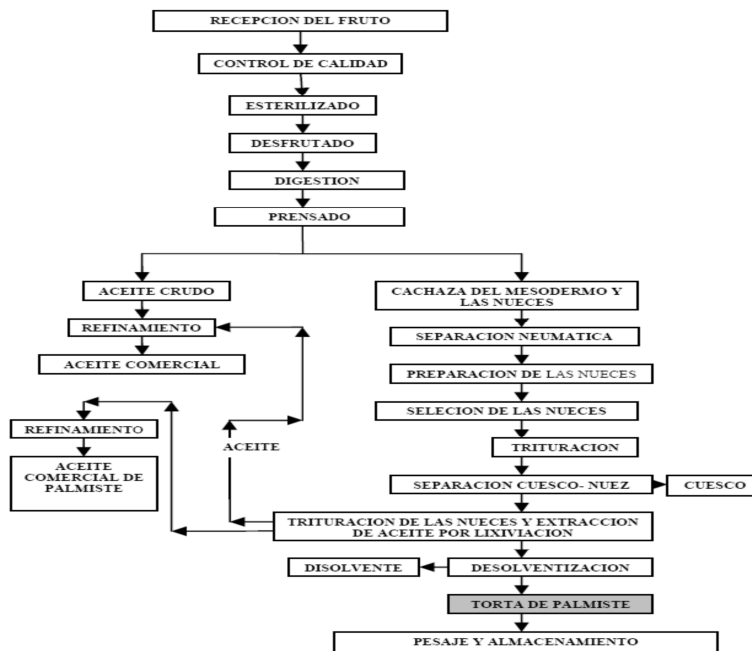 RECEPCION DEL FRUTO
CONTROL DE CALIDAD
ESTERILIZADO
DESFRUTADO
DIGESTION
PRENSADO
ACEITE CRUDO
REFINAMIENTO
ACEITE COMERCIAL
CACHAZA DEL MESODERMO Y
LAS NUECES
SEPARACION NEUMATICA
PREPARACION DE LAS NUECES
SELECION DE LAS NUECES
TRITURACION
REFINAMIENTO
ACEITE
COMERCIAL DE
PALMISTE
ACEITE
SEPARACION CUESCO- NUEZ
CUESCO
TRITURACION DE LAS NUECES Y EXTRACCION
DE ACEITE POR LIXIVIACION
DISOLVENTE
DESOLVENTIZACION
TORTA DE PALMISTE
PESAJE Y ALMACENAMIENTO